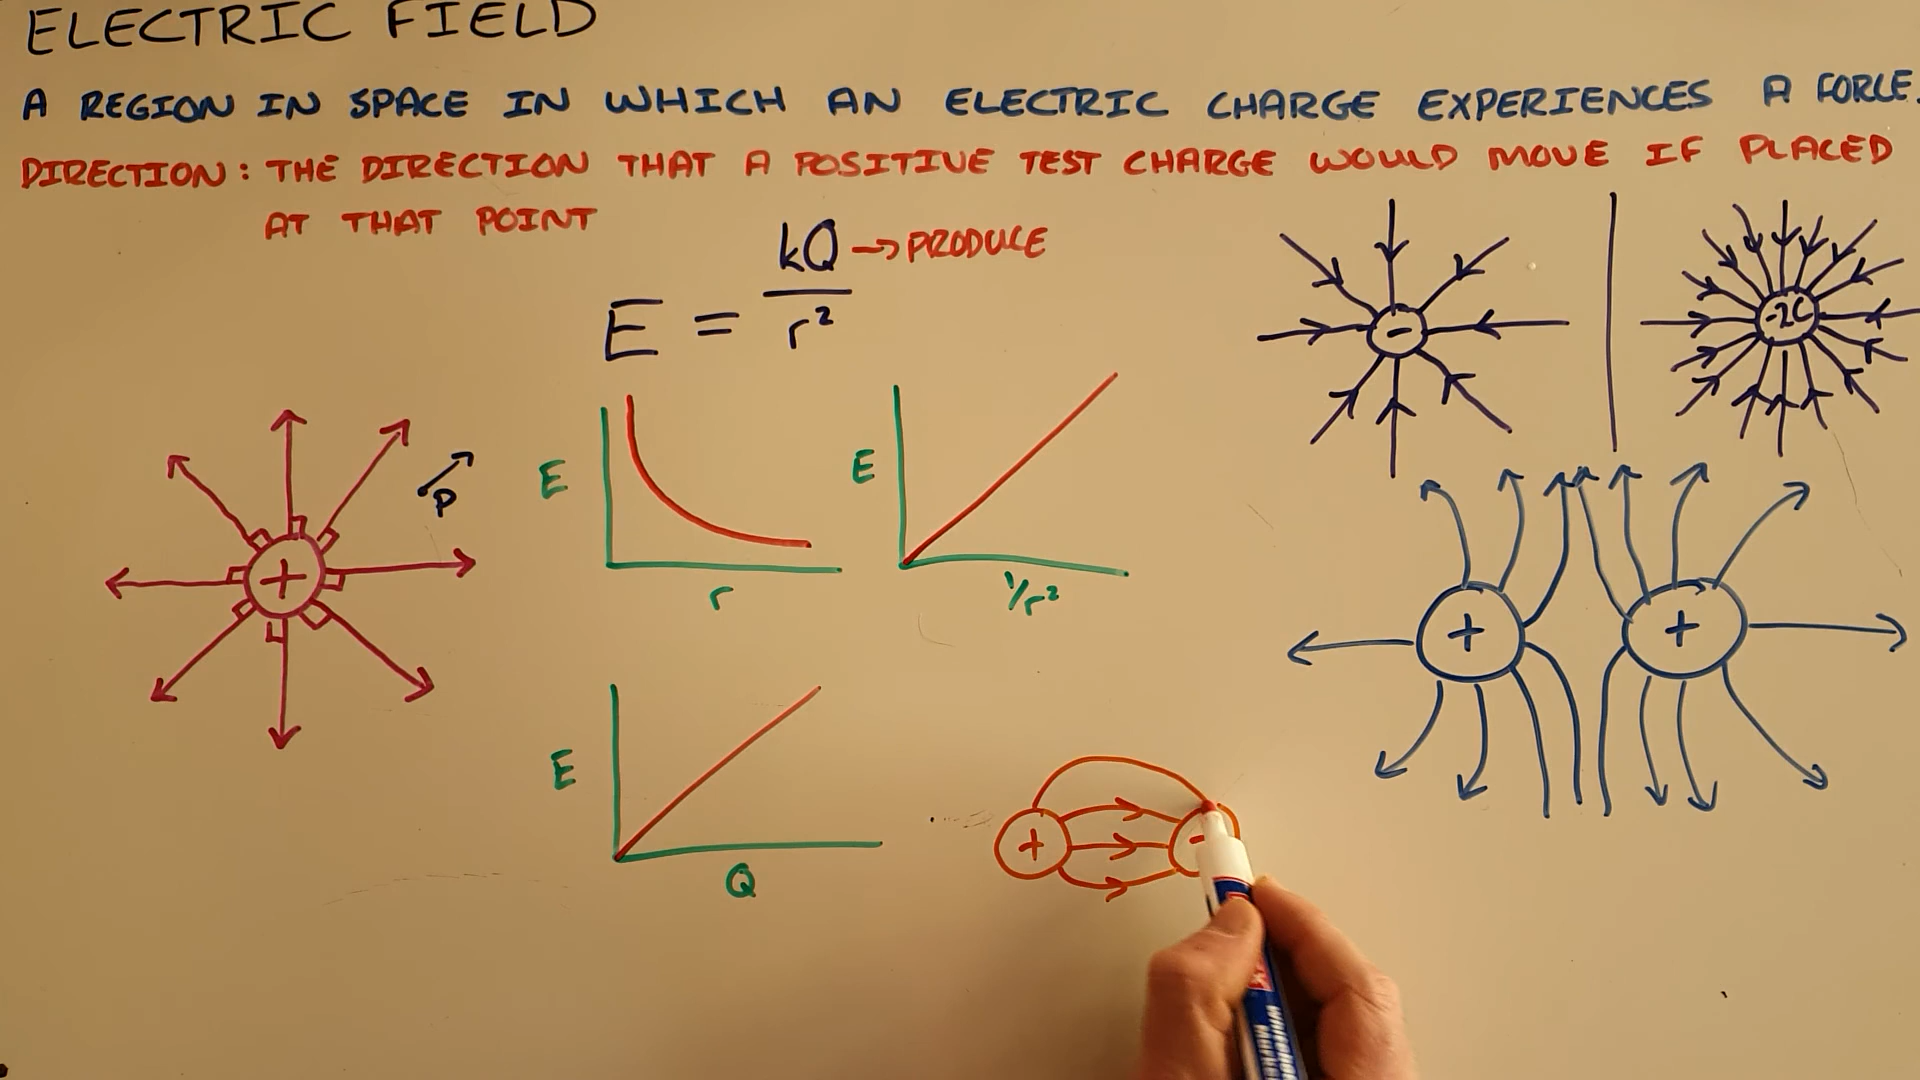 ELECTRIC FIELD
A REGION IN SPACE IN WHICH AN ELECTRIC CHARGE EXPERIENCES A FORCE.
DIRECTION: THE DIRECTION THAT A POSITIVE TEST CHARGE WOULD MOVE IF PLACED
AT THAT POINT
E = kQ/r² → PRODUCE
-
-2C
+
P
E
r
E
1/r²
+
+
E
Q
+
-